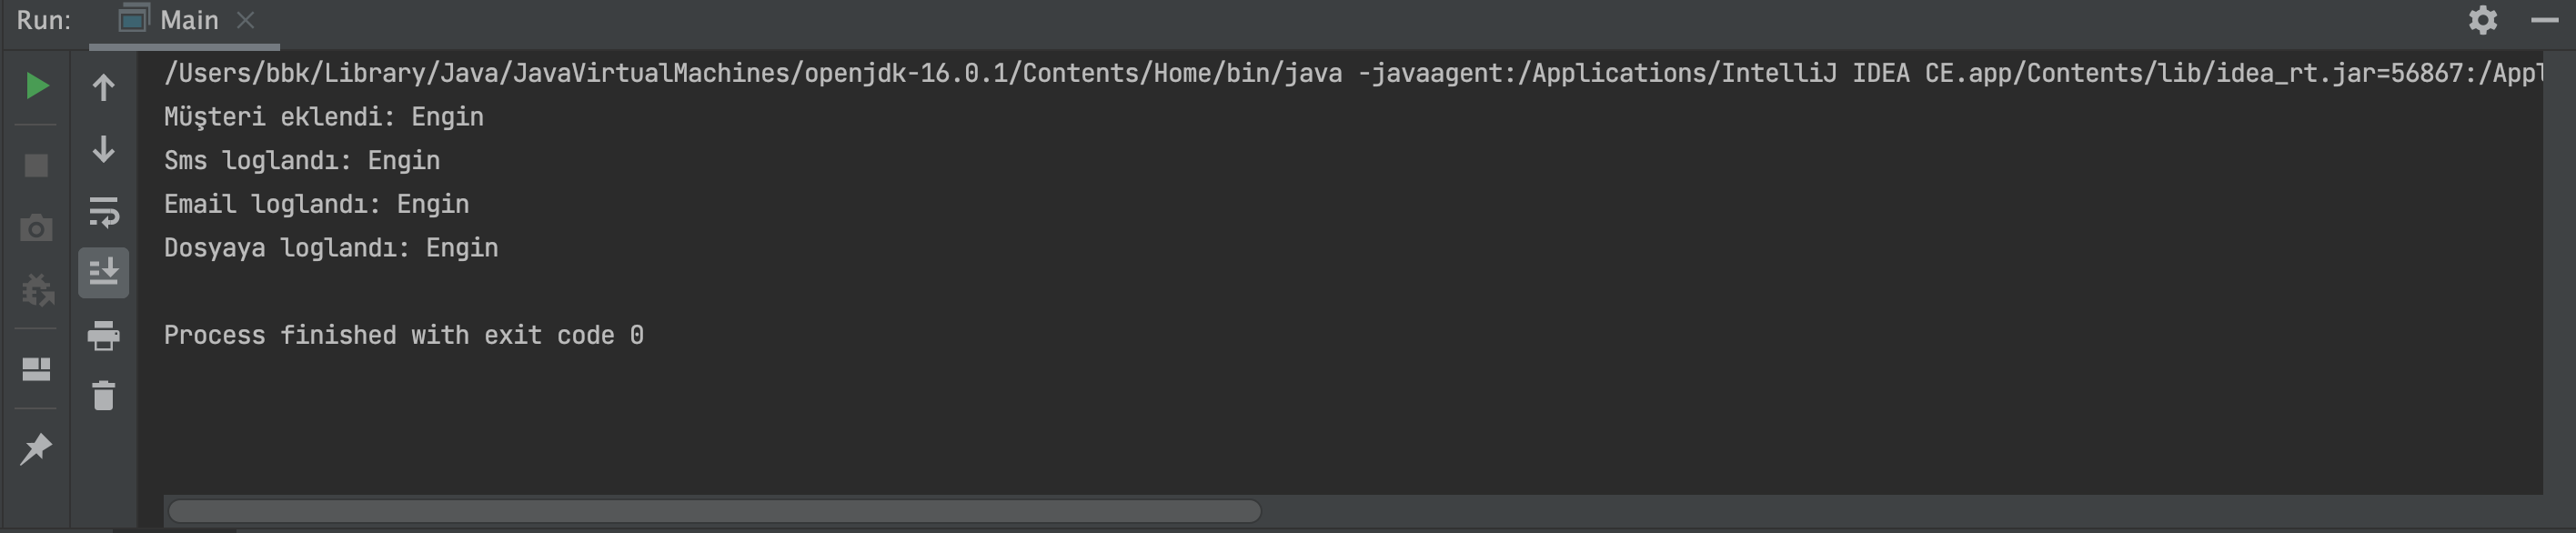 Run: Main
/Users/bbk/Library/Java/JavaVirtualMachines/openjdk-16.0.1/Contents/Home/bin/java -javaagent:/Applications/IntelliJ IDEA CE.app/Contents/lib/idea_rt.jar=56867:/Appl
Müşteri eklendi: Engin
Sms loglandı: Engin
Email loglandı: Engin
Dosyaya loglandı: Engin
Process finished with exit code 0